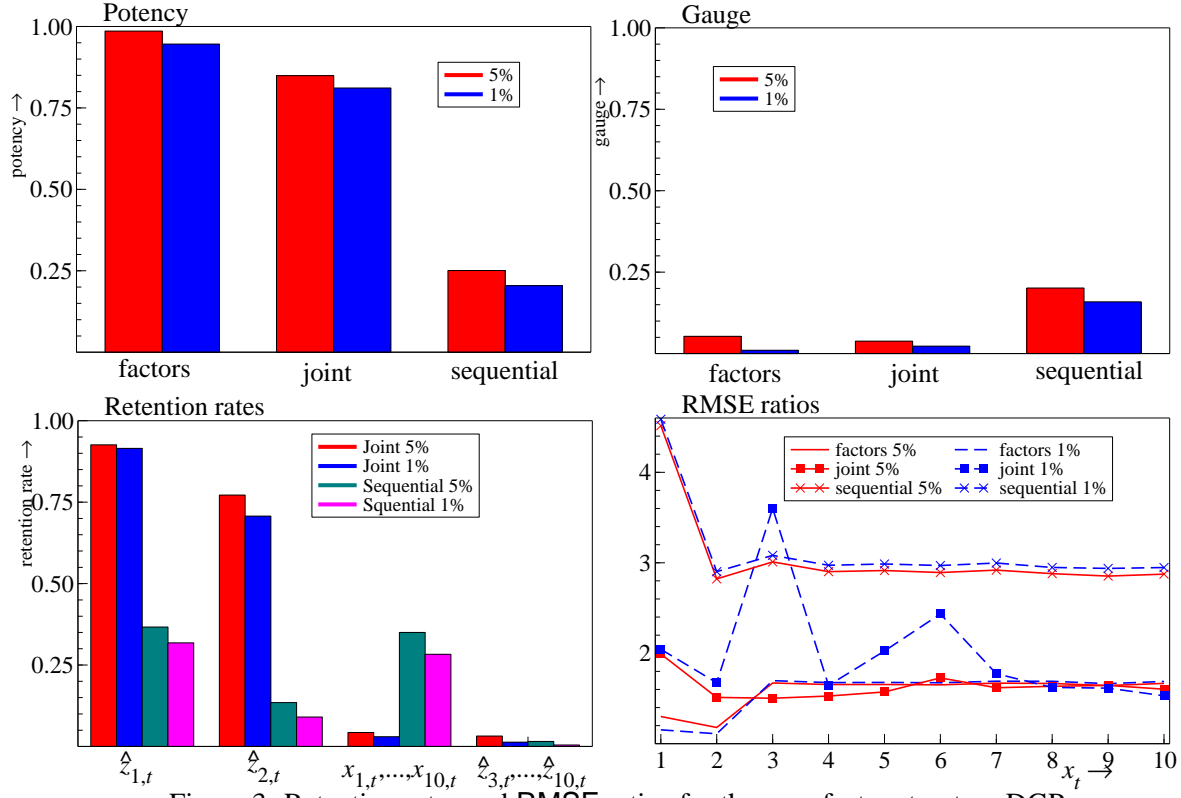 Potency
1.00
0.75
0.50
0.25
potency →
5%
1%
factors
joint
sequential
Gauge
1.00
0.75
0.50
0.25
gauge →
5%
1%
factors
joint
sequential
Retention rates
1.00
0.75
0.50
0.25
retention rate →
Joint 5%
Joint 1%
Sequential 5%
Squential 1%
ẑ1,t
ẑ2,t
x1,t,...,x10,t
ẑ3,t,...,ẑ10,t
RMSE ratios
4
3
2
factors 5%
factors 1%
joint 5%
joint 1%
sequential 5%
sequential 1%
1 2 3 4 5 6 7 8 9 10
xt →